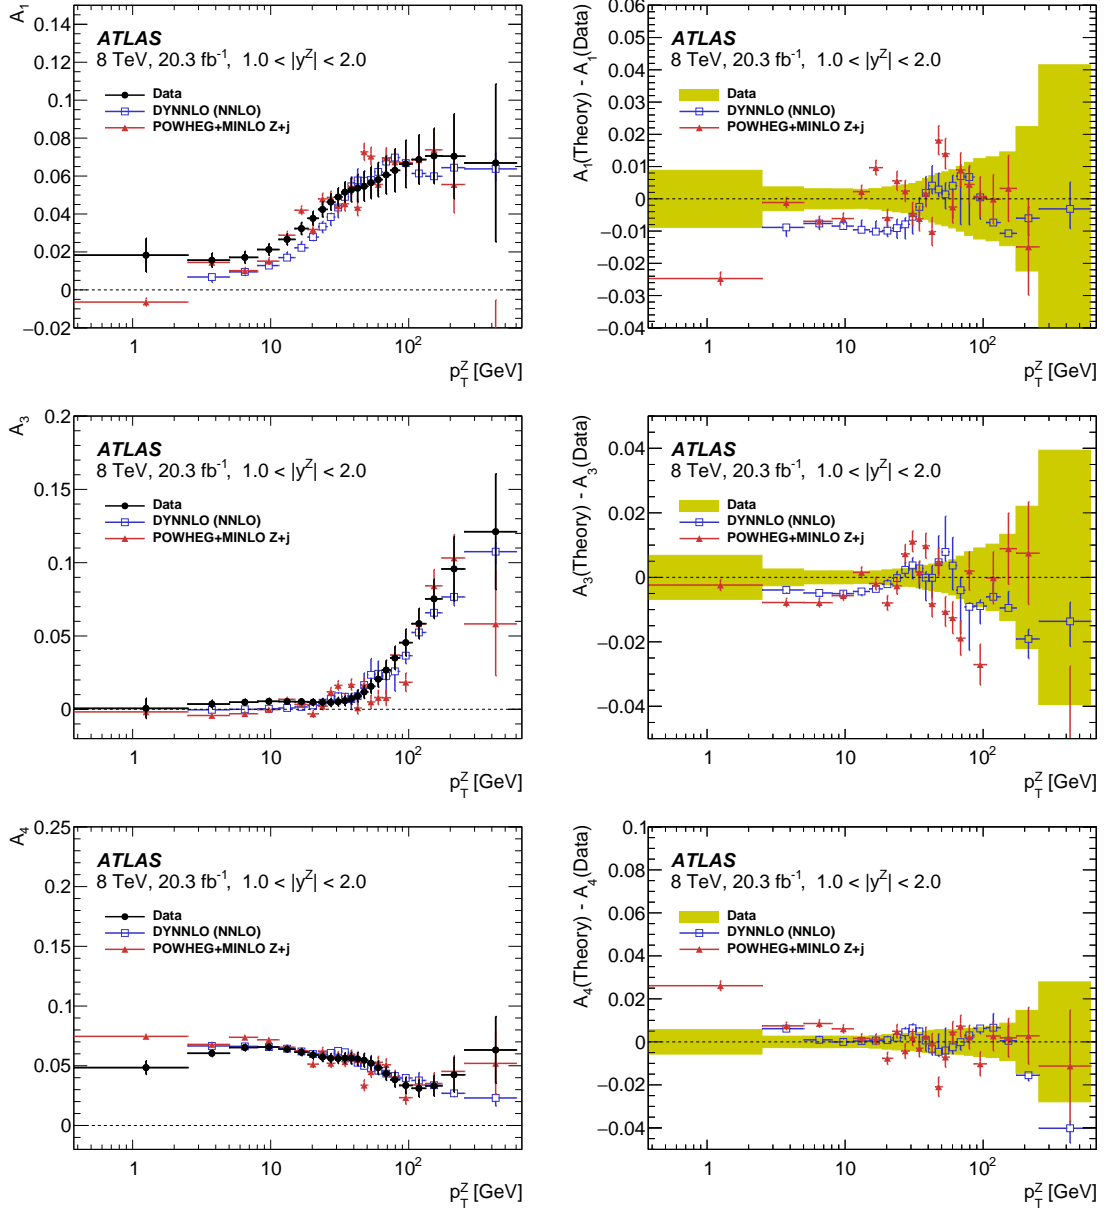 A1
0.14
ATLAS
8 TeV, 20.3 fb-1, 1.0 < |yZ| < 2.0
Data
DYNNLO (NNLO)
POWHEG+MINLO Z+j
0.1
0.08
0.06
0.04
0.02
0
−0.02
1
10
10²
pTZ [GeV]
A1(Theory) - A1(Data)
0.06
ATLAS
8 TeV, 20.3 fb-1, 1.0 < |yZ| < 2.0
0.05
0.04
Data
DYNNLO (NNLO)
POWHEG+MINLO Z+j
0.03
0.02
0.01
0
−0.01
−0.02
−0.03
−0.04
1
10
10²
pTZ [GeV]
A3
0.2
ATLAS
8 TeV, 20.3 fb-1, 1.0 < |yZ| < 2.0
0.15
Data
DYNNLO (NNLO)
POWHEG+MINLO Z+j
0.1
0.05
0
1
10
10²
pTZ [GeV]
A3(Theory) - A3(Data)
0.04
ATLAS
8 TeV, 20.3 fb-1, 1.0 < |yZ| < 2.0
Data
DYNNLO (NNLO)
POWHEG+MINLO Z+j
0.02
0
−0.02
−0.04
1
10
10²
pTZ [GeV]
A4
0.25
ATLAS
8 TeV, 20.3 fb-1, 1.0 < |yZ| < 2.0
0.2
Data
DYNNLO (NNLO)
POWHEG+MINLO Z+j
0.15
0.1
0.05
0
1
10
10²
pTZ [GeV]
A4(Theory) - A4(Data)
0.1
ATLAS
8 TeV, 20.3 fb-1, 1.0 < |yZ| < 2.0
0.08
Data
DYNNLO (NNLO)
POWHEG+MINLO Z+j
0.06
0.04
0.02
0
−0.02
−0.04
1
10
10²
pTZ [GeV]